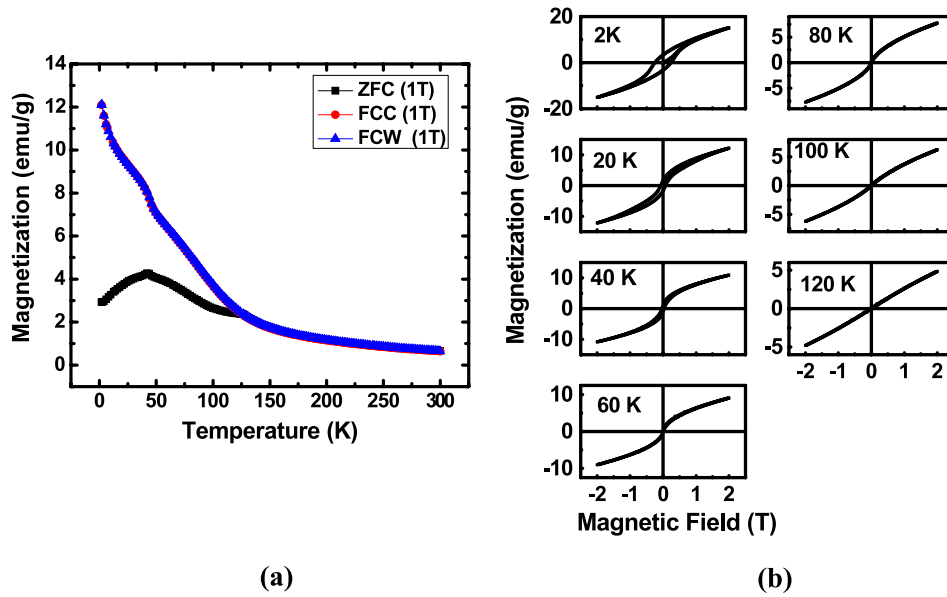 14
12
10
8
6
4
2
0
Magnetization (emu/g)
ZFC (1T)
FCC (1T)
FCW (1T)
0 50 100 150 200 250 300
Temperature (K)
(a)
Magnetization (emu/g)
20
0
-20
2K
10
0
-10
20 K
10
0
-10
40 K
10
0
-10
60 K
-2 -1 0 1 2
5
0
-5
80 K
5
0
-5
100 K
5
0
-5
120 K
-2 -1 0 1 2
Magnetic Field (T)
(b)